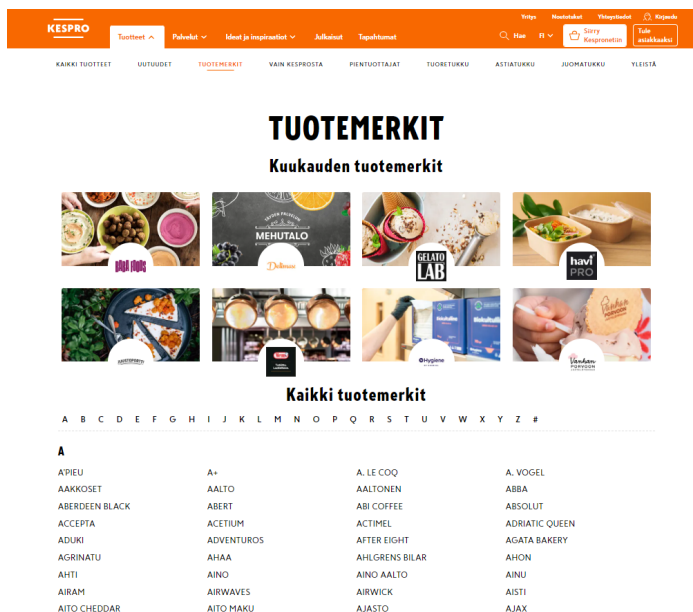 Yritys Noutotukut Yhteystiedot Kirjaudu
KESPRO
Tuotteet Palvelut Ideat ja inspiraatiot Julkaisut Tapahtumat Hae FI Siirry Kespronetiin Tule asiakkaaksi
KAIKKI TUOTTEET UUTUUDET TUOTEMERKIT VAIN KESPROSTA PIENTUOTTAJAT TUORETUKKU ASTIATUKKU JUOMATUKKU YLEISTÄ
TUOTEMERKIT
Kuukauden tuotemerkit
MEHUTALO
BABA FOODS
GELATO LAB
havi PRO
Hygiene
Vanhan PORVOON
Kaikki tuotemerkit
A B C D E F G H I J K L M N O P Q R S T U V W X Y Z #
A
A'PIEU A+ A. LE COQ A. VOGEL
AAKKOSET AALTO AALTONEN ABBA
ABERDEEN BLACK ABERT ABI COFFEE ABSOLUT
ACCEPTA ACETIUM ACTIMEL ADRIATIC QUEEN
ADUKI ADVENTUROS AFTER EIGHT AGATA BAKERY
AGRINATU AHAA AHLGRENS BILAR AHON
AHTI AINO AINO AALTO AINU
AIRAM AIRWAVES AIRWICK AISTI
AITO CHEDDAR AITO MAKU AJASTO AJAX